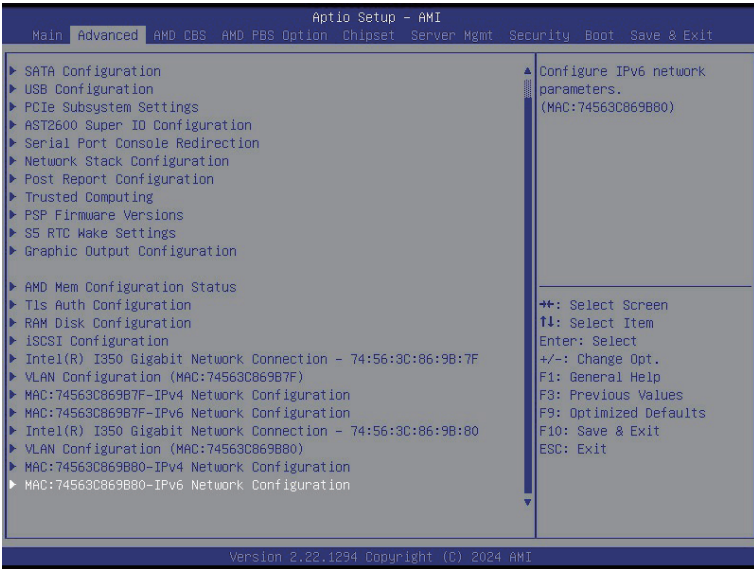 Aptio Setup – AMI
Main Advanced AMD CBS AMD PBS Option Chipset Server Mgmt Security Boot Save & Exit
▶ SATA Configuration
▶ USB Configuration
▶ PCIe Subsystem Settings
▶ AST2600 Super IO Configuration
▶ Serial Port Console Redirection
▶ Network Stack Configuration
▶ Post Report Configuration
▶ Trusted Computing
▶ PSP Firmware Versions
▶ S5 RTC Wake Settings
▶ Graphic Output Configuration
▶ AMD Mem Configuration Status
▶ Tls Auth Configuration
▶ RAM Disk Configuration
▶ iSCSI Configuration
▶ Intel(R) I350 Gigabit Network Connection – 74:56:3C:86:9B:7F
▶ VLAN Configuration (MAC:74563C869B7F)
▶ MAC:74563C869B7F-IPv4 Network Configuration
▶ MAC:74563C869B7F-IPv6 Network Configuration
▶ Intel(R) I350 Gigabit Network Connection – 74:56:3C:86:9B:80
▶ VLAN Configuration (MAC:74563C869B80)
▶ MAC:74563C869B80-IPv4 Network Configuration
▶ MAC:74563C869B80-IPv6 Network Configuration
Configure IPv6 network
parameters.
(MAC:74563C869B80)
→←: Select Screen
↑↓: Select Item
Enter: Select
+/-: Change Opt.
F1: General Help
F3: Previous Values
F9: Optimized Defaults
F10: Save & Exit
ESC: Exit
Version 2.22.1294 Copyright (C) 2024 AMI